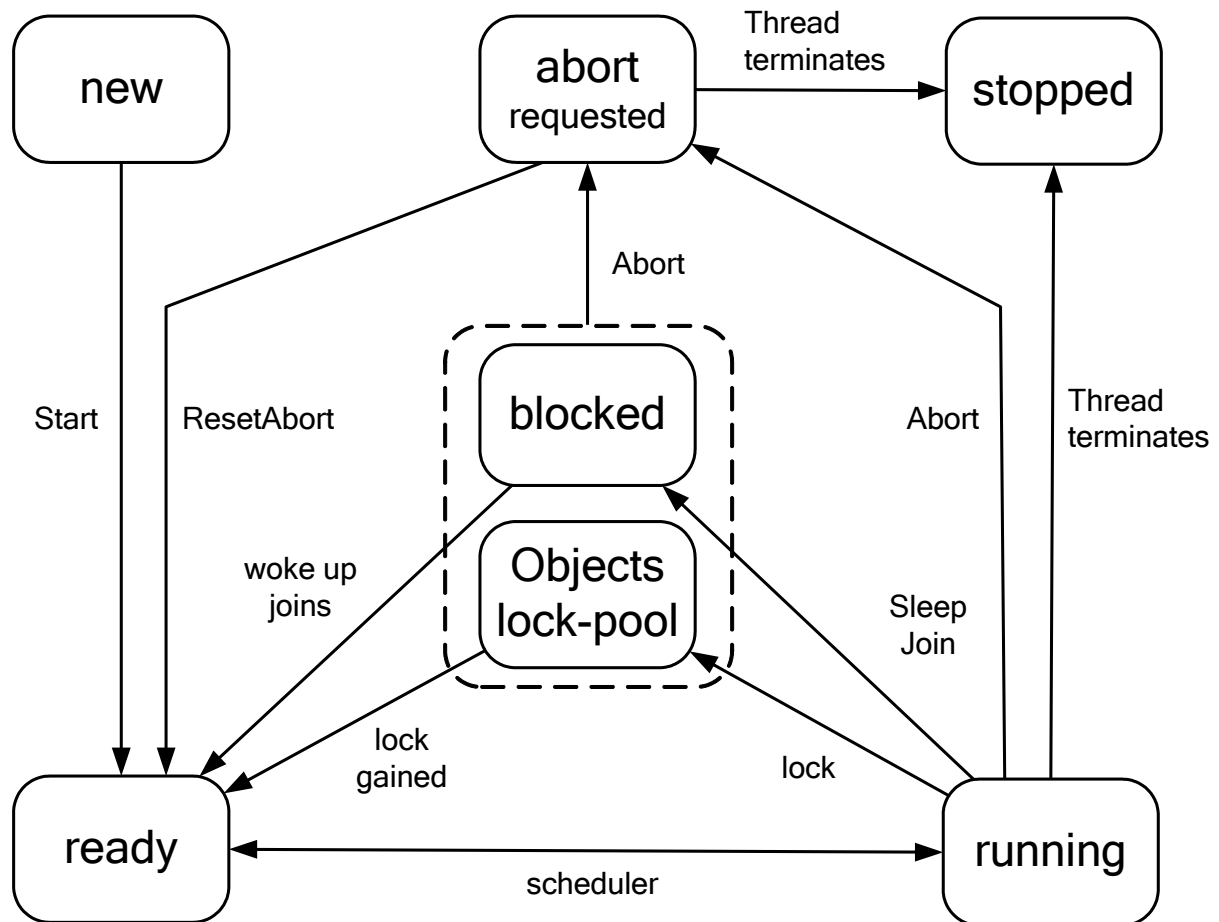 new
abort
requested
Thread
terminates
stopped
Abort
blocked
Start
ResetAbort
Abort
Thread
terminates
Objects
lock-pool
woke up
joins
Sleep
Join
lock
gained
lock
ready
scheduler
running